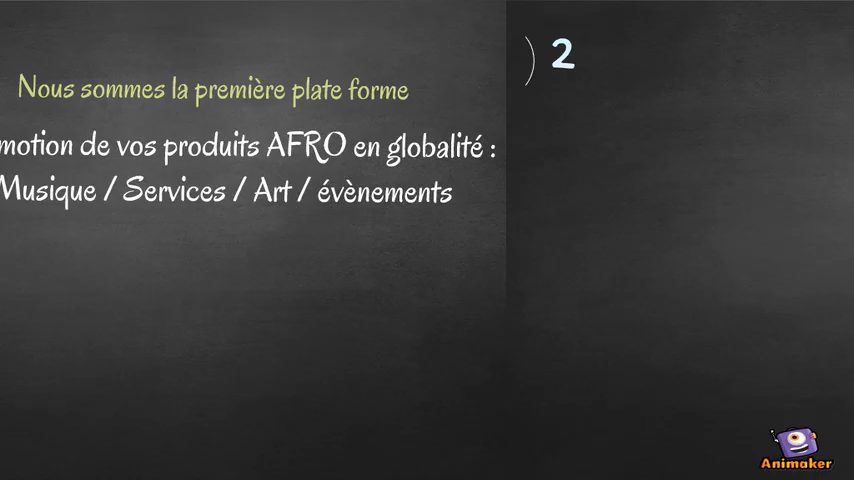 Nous sommes la première plate forme
motion de vos produits AFRO en globalité :
Musique / Services / Art / évènements
) 2
Animaker